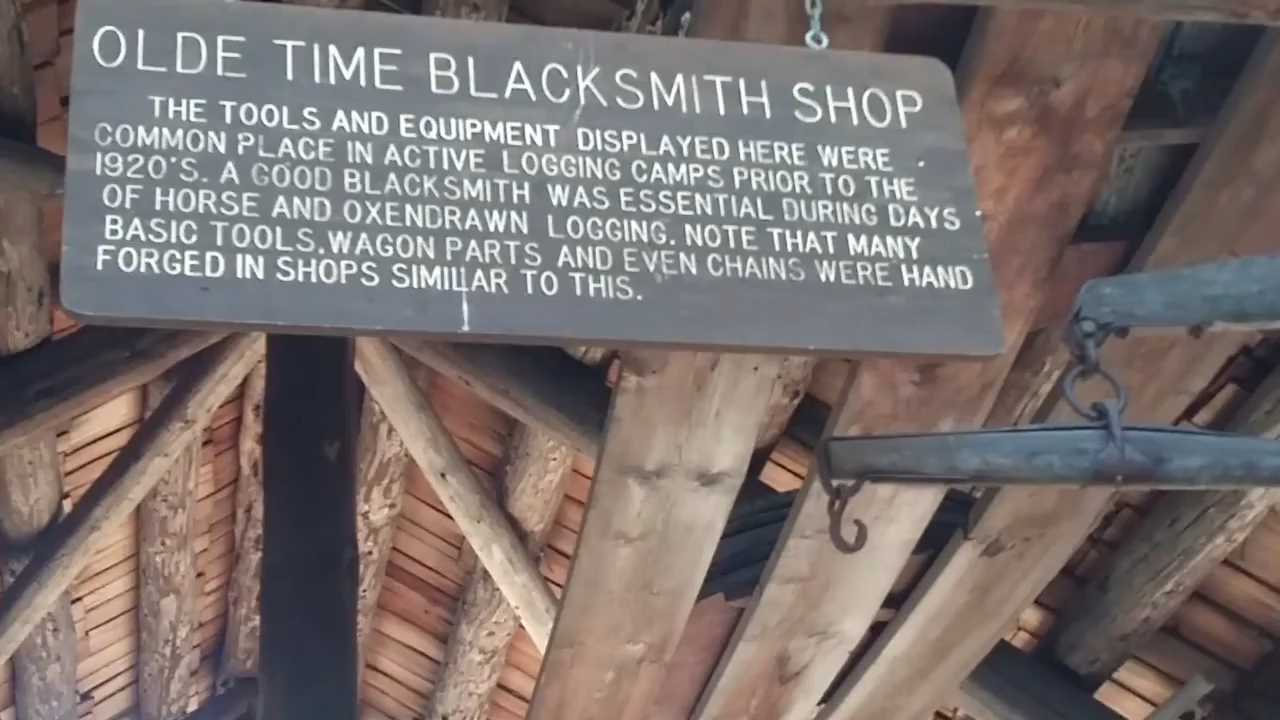 OLDE TIME BLACKSMITH SHOP
THE TOOLS AND EQUIPMENT DISPLAYED HERE WERE
COMMON PLACE IN ACTIVE LOGGING CAMPS PRIOR TO THE
1920'S. A GOOD BLACKSMITH WAS ESSENTIAL DURING DAYS
OF HORSE AND OXENDRAWN LOGGING. NOTE THAT MANY
BASIC TOOLS.WAGON PARTS AND EVEN CHAINS WERE HAND
FORGED IN SHOPS SIMILLAR TO THIS.